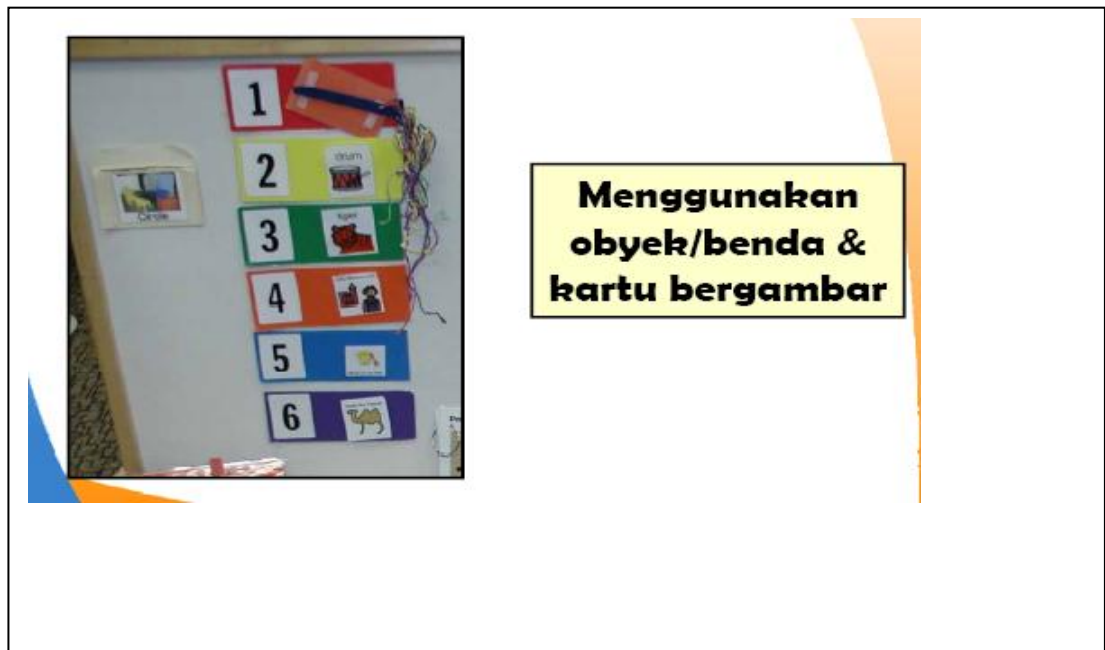 1
2
drum
3
tiger
4
5
6
Circle
Menggunakan
obyek/benda &
kartu bergambar